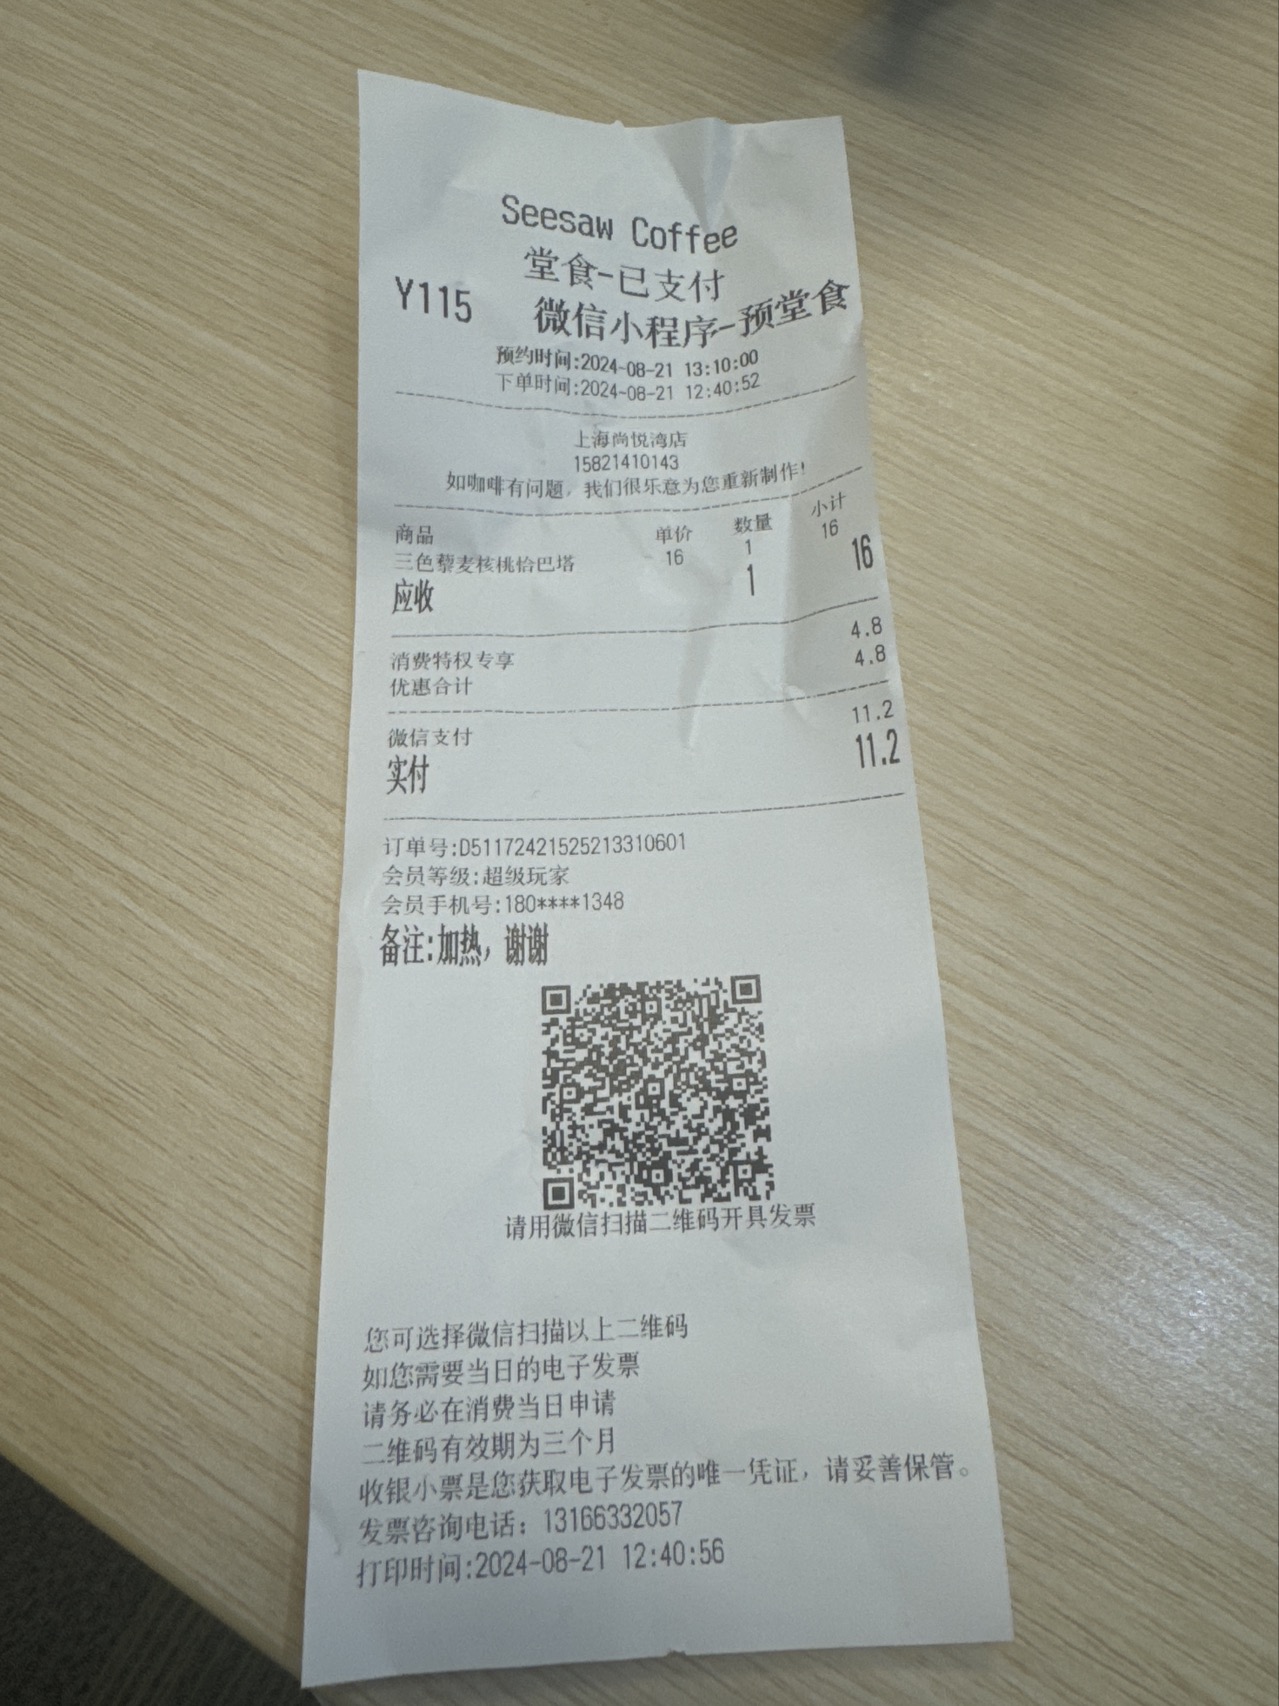 Seesaw Coffee
堂食-已支付
Y115 微信小程序-预堂食
预约时间:2024-08-21 13:10:00
下单时间:2024-08-21 12:40:52
上海尚悦湾店
15821410143
如咖啡有问题，我们很乐意为您重新制作!
商品 单价 数量 小计
三色藜麦核桃恰巴塔 16 1 16
应收 1 16
消费特权专享 4.8
优惠合计 4.8
微信支付 11.2
实付 11.2
订单号:D51172421525213310601
会员等级:超级玩家
会员手机号:180****1348
备注:加热，谢谢
请用微信扫描二维码开具发票
您可选择微信扫描以上二维码
如您需要当日的电子发票
请务必在消费当日申请
二维码有效期为三个月
收银小票是您获取电子发票的唯一凭证，请妥善保管。
发票咨询电话：13166332057
打印时间:2024-08-21 12:40:56